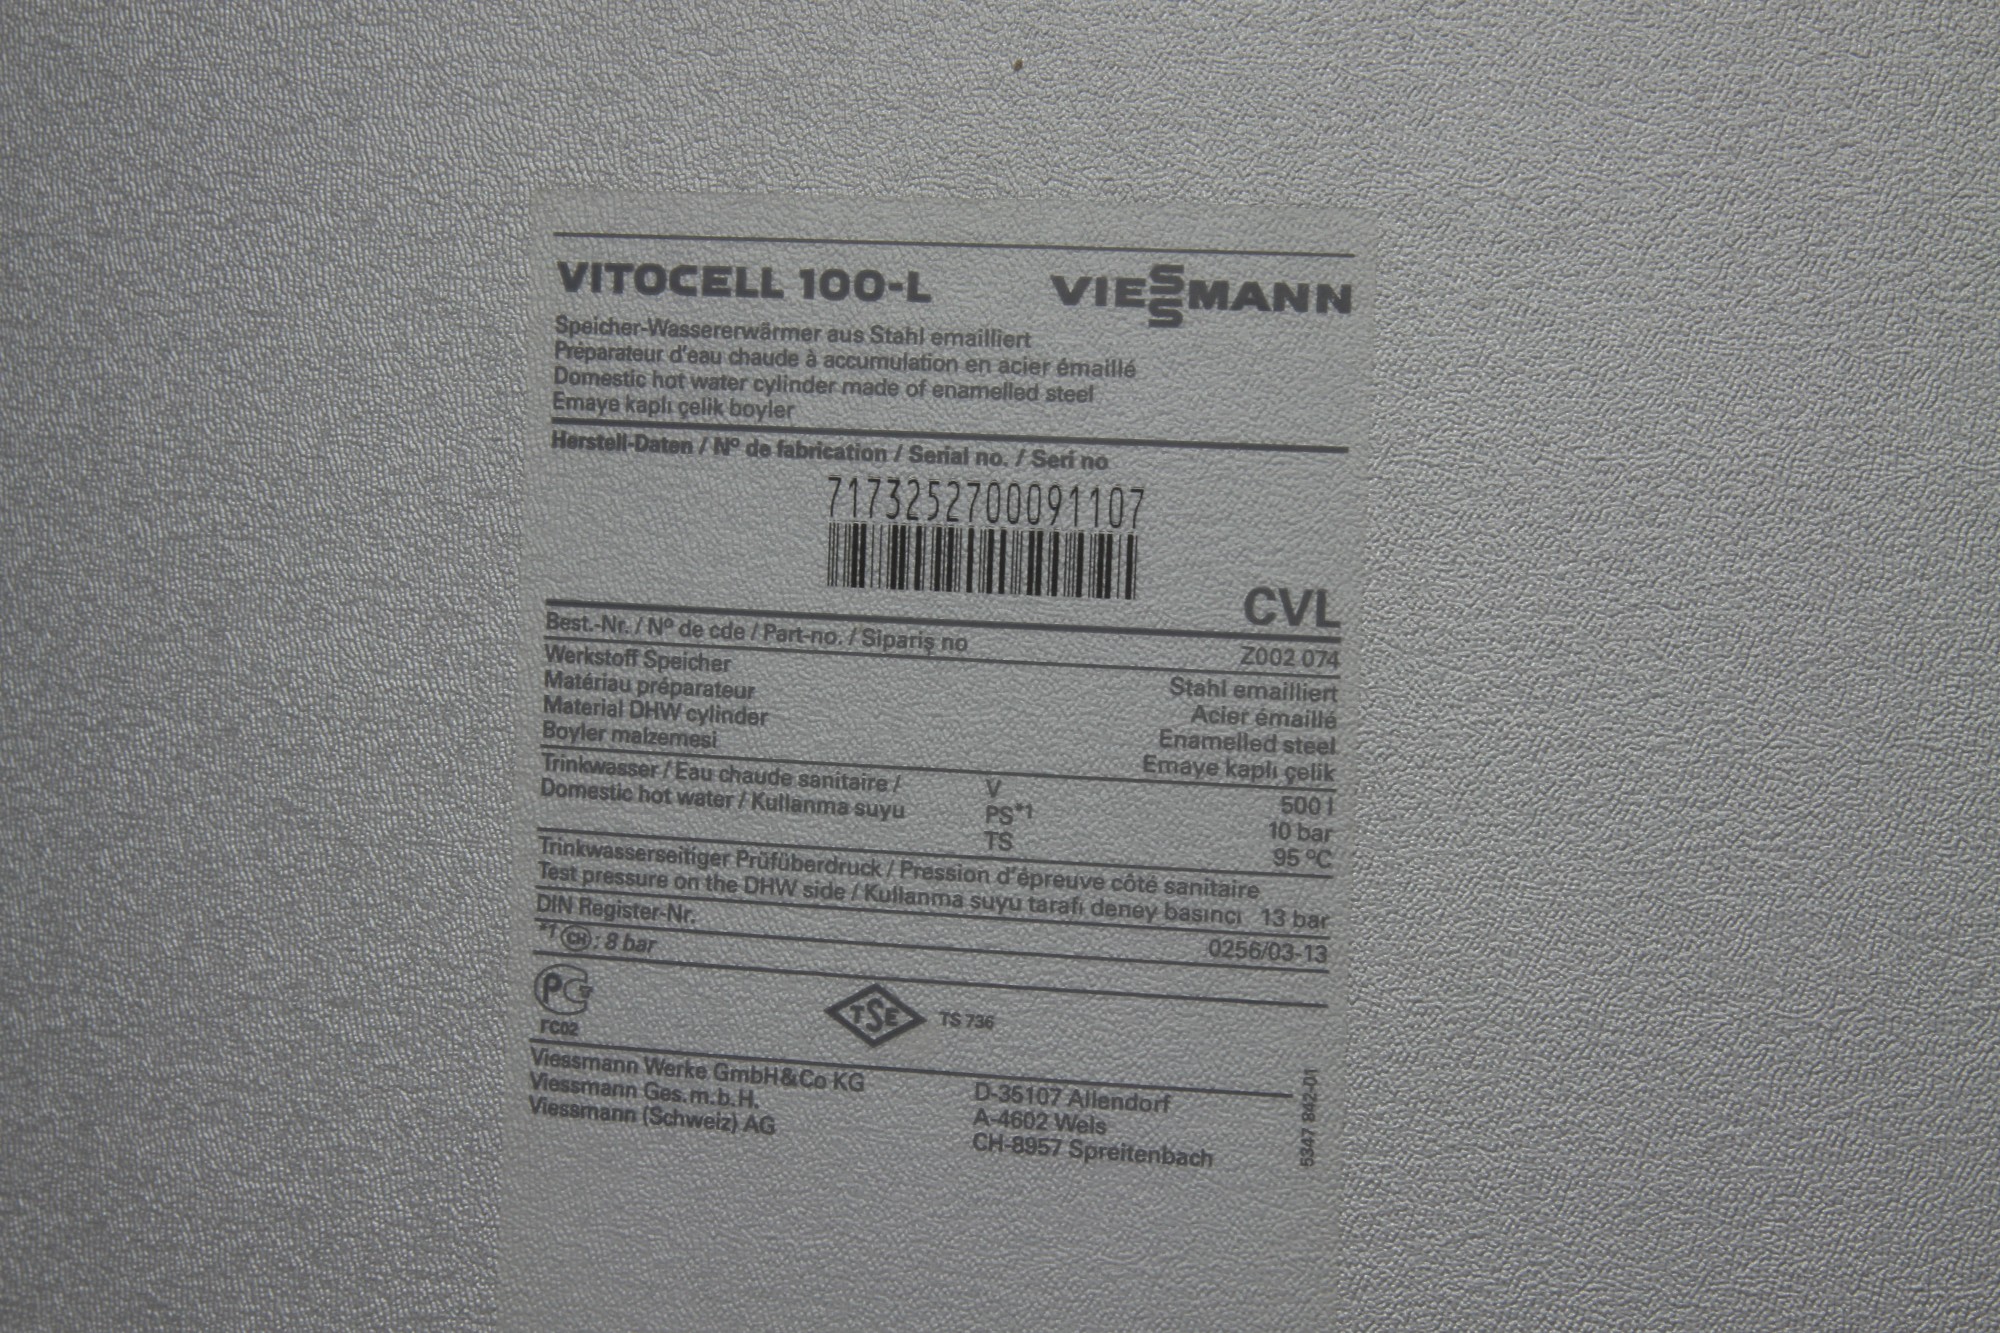 VITOCELL 100-L VIESSMANN
Speicher-Wassererwärmer aus Stahl emailliert
Préparateur d'eau chaude à accumulation en acier émaillé
Domestic hot water cylinder made of enamelled steel
Emaye kaplı çelik boyler
Herstell-Daten / Nº de fabrication / Serial no. / Seri no
7173252700091107
CVL
Best.-Nr. / Nº de cde / Part-no. / Sipariş no Z002 074
Werkstoff Speicher Stahl emailliert
Matériau préparateur Acier émaillé
Material DHW cylinder Enamelled steel
Boyler malzemesi Emaye kaplı çelik
Trinkwasser / Eau chaude sanitaire / V 500 l
Domestic hot water / Kullanma suyu PS*1 10 bar
TS 95 ºC
Trinkwasserseitiger Prüfüberdruck / Pression d'épreuve côté sanitaire
Test pressure on the DHW side / Kullanma suyu tarafı deney basıncı 13 bar
DIN Register-Nr. 0256/03-13
*1 CH: 8 bar
PG
ГC02
TSE TS 736
Viessmann Werke GmbH&Co KG D-35107 Allendorf
Viessmann Ges.m.b.H. A-4602 Wels
Viessmann (Schweiz) AG CH-8957 Spreitenbach
5347 842-01